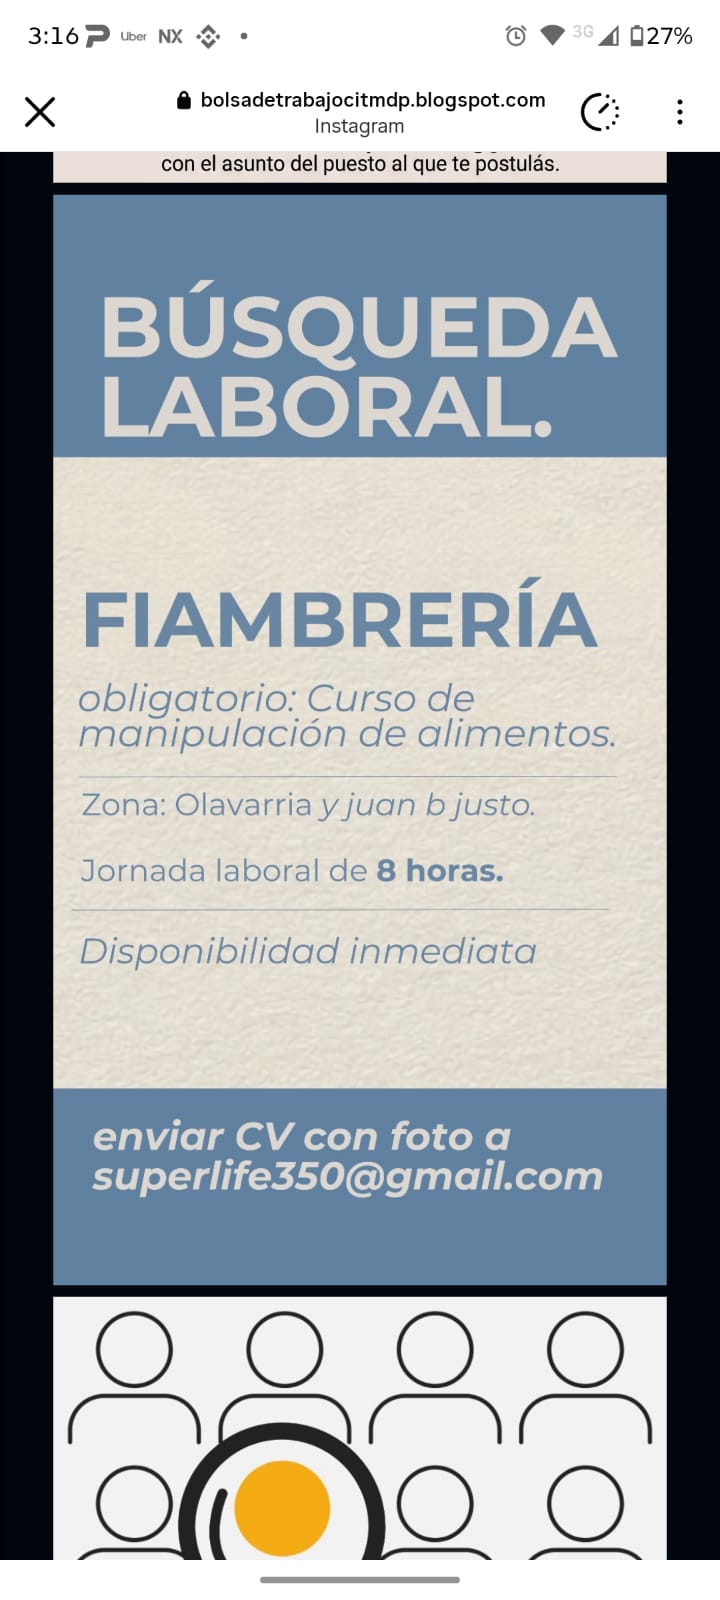 3:16 P Uber NX 3G 27%
bolsadetrabajocitmdp.blogspot.com
Instagram
con el asunto del puesto al que te postulás.
BÚSQUEDA
LABORAL.
FIAMBRERÍA
obligatorio: Curso de
manipulación de alimentos.
Zona: Olavarria y juan b justo.
Jornada laboral de 8 horas.
Disponibilidad inmediata
enviar CV con foto a
superlife350@gmail.com